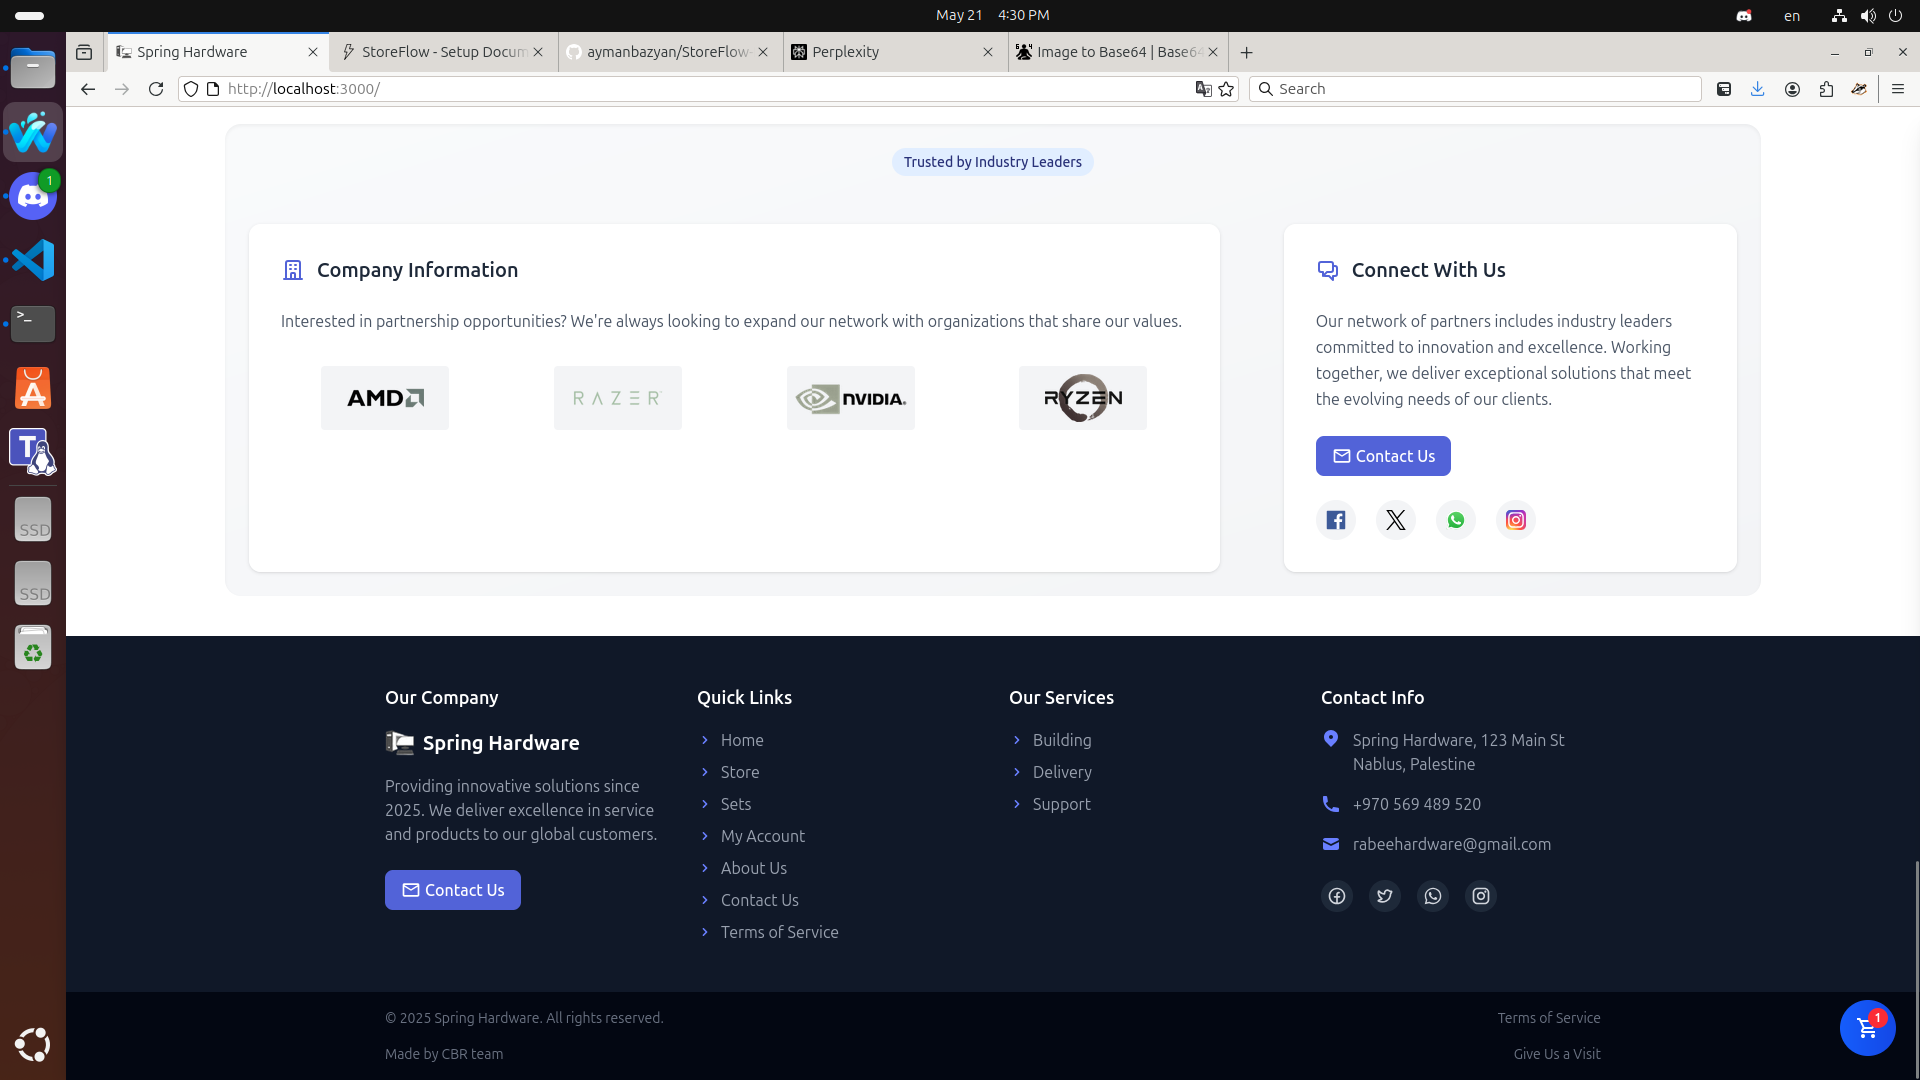 May 21 4:30 PM
en
Spring Hardware
StoreFlow - Setup Docum
aymanbazyan/StoreFlow-
Perplexity
Image to Base64 | Base64
http://localhost:3000/
Search
1
>_
SSD
SSD
Trusted by Industry Leaders
Company Information
Interested in partnership opportunities? We're always looking to expand our network with organizations that share our values.
AMD
RAZER
NVIDIA.
RYZEN
Connect With Us
Our network of partners includes industry leaders
committed to innovation and excellence. Working
together, we deliver exceptional solutions that meet
the evolving needs of our clients.
Contact Us
Our Company
Spring Hardware
Providing innovative solutions since
2025. We deliver excellence in service
and products to our global customers.
Contact Us
Quick Links
Home
Store
Sets
My Account
About Us
Contact Us
Terms of Service
Our Services
Building
Delivery
Support
Contact Info
Spring Hardware, 123 Main St
Nablus, Palestine
+970 569 489 520
rabeehardware@gmail.com
© 2025 Spring Hardware. All rights reserved.
Made by CBR team
Terms of Service
Give Us a Visit
1